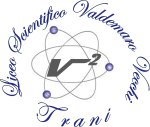 Liceo Scientifico Valdemaro Vecchi
V²
Trani